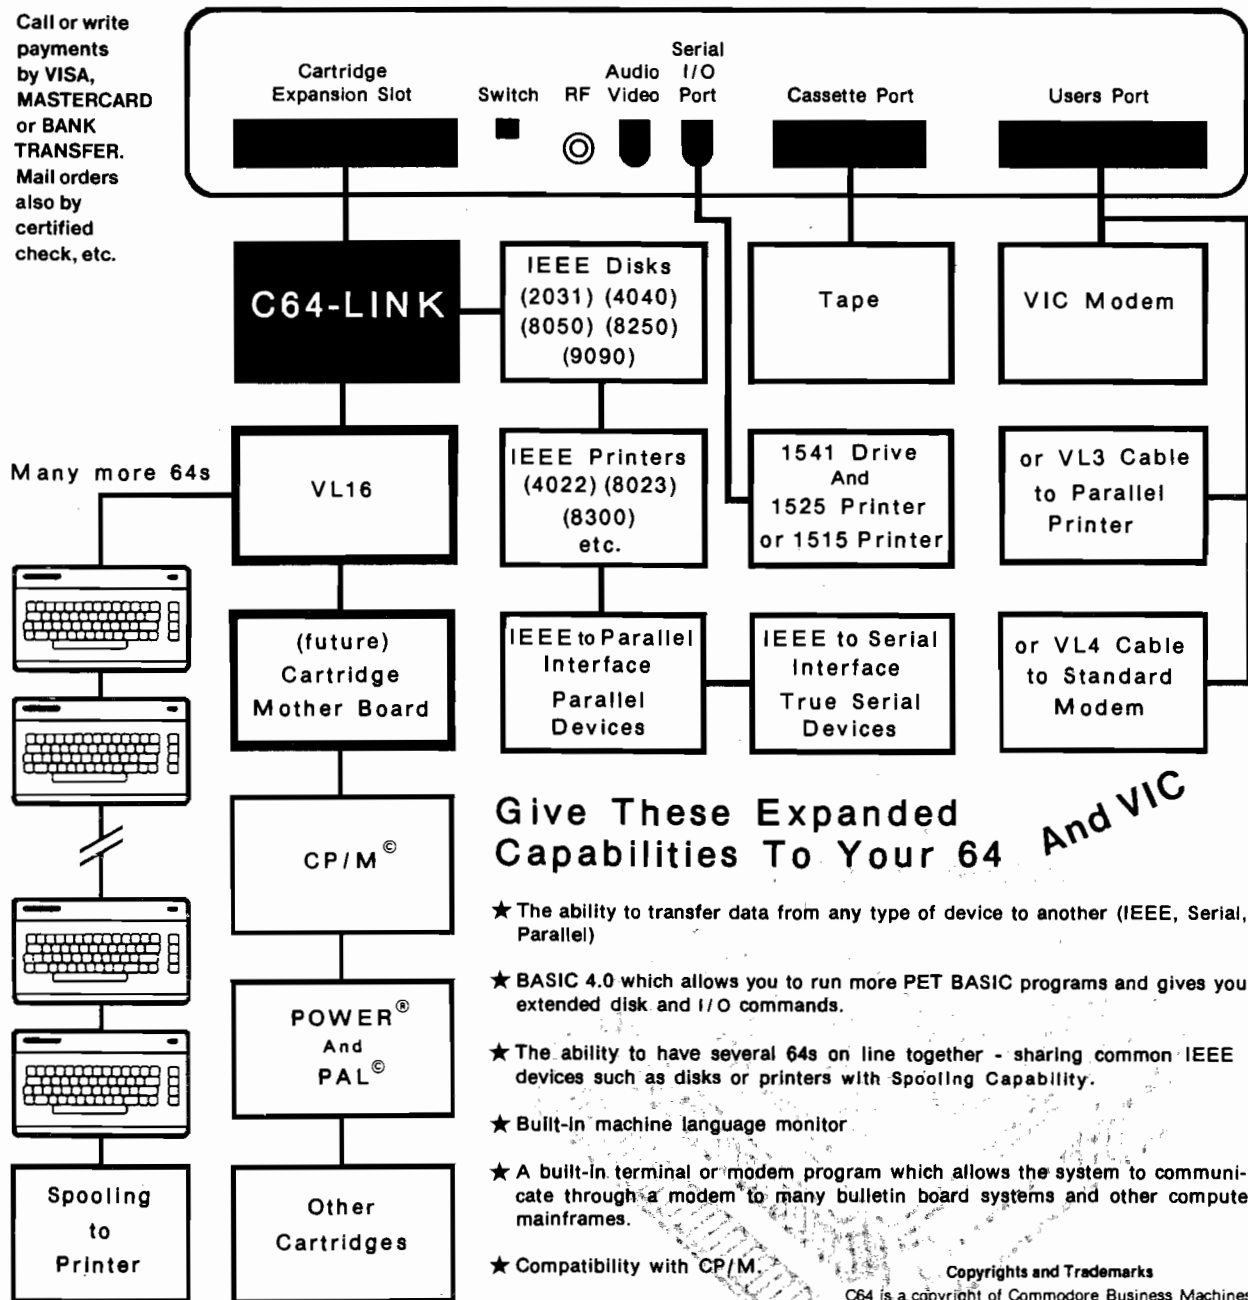 Call or write
payments
by VISA,
MASTERCARD
or BANK
TRANSFER.
Mail orders
also by
certified
check, etc.
Cartridge
Expansion Slot
Switch
RF
Audio
Video
Serial
I/O
Port
Cassette Port
Users Port
C64-LINK
IEEE Disks
(2031) (4040)
(8050) (8250)
(9090)
Tape
VIC Modem
Many more 64s
VL16
IEEE Printers
(4022) (8023)
(8300)
etc.
1541 Drive
And
1525 Printer
or 1515 Printer
or VL3 Cable
to Parallel
Printer
(future)
Cartridge
Mother Board
IEEE to Parallel
Interface
Parallel
Devices
IEEE to Serial
Interface
True Serial
Devices
or VL4 Cable
to Standard
Modem
CP/M©
POWER®
And
PAL©
Other
Cartridges
Spooling
to
Printer
Give These Expanded
Capabilities To Your 64
And VIC
★ The ability to transfer data from any type of device to another (IEEE, Serial,
Parallel)
★ BASIC 4.0 which allows you to run more PET BASIC programs and gives you
extended disk and I/O commands.
★ The ability to have several 64s on line together - sharing common IEEE
devices such as disks or printers with Spooling Capability.
★ Built-in machine language monitor
★ A built-in terminal or modem program which allows the system to communi-
cate through a modem to many bulletin board systems and other compute
mainframes.
★ Compatibility with CP/M.
Copyrights and Trademarks
C64 is a copyright of Commodore Business Machines